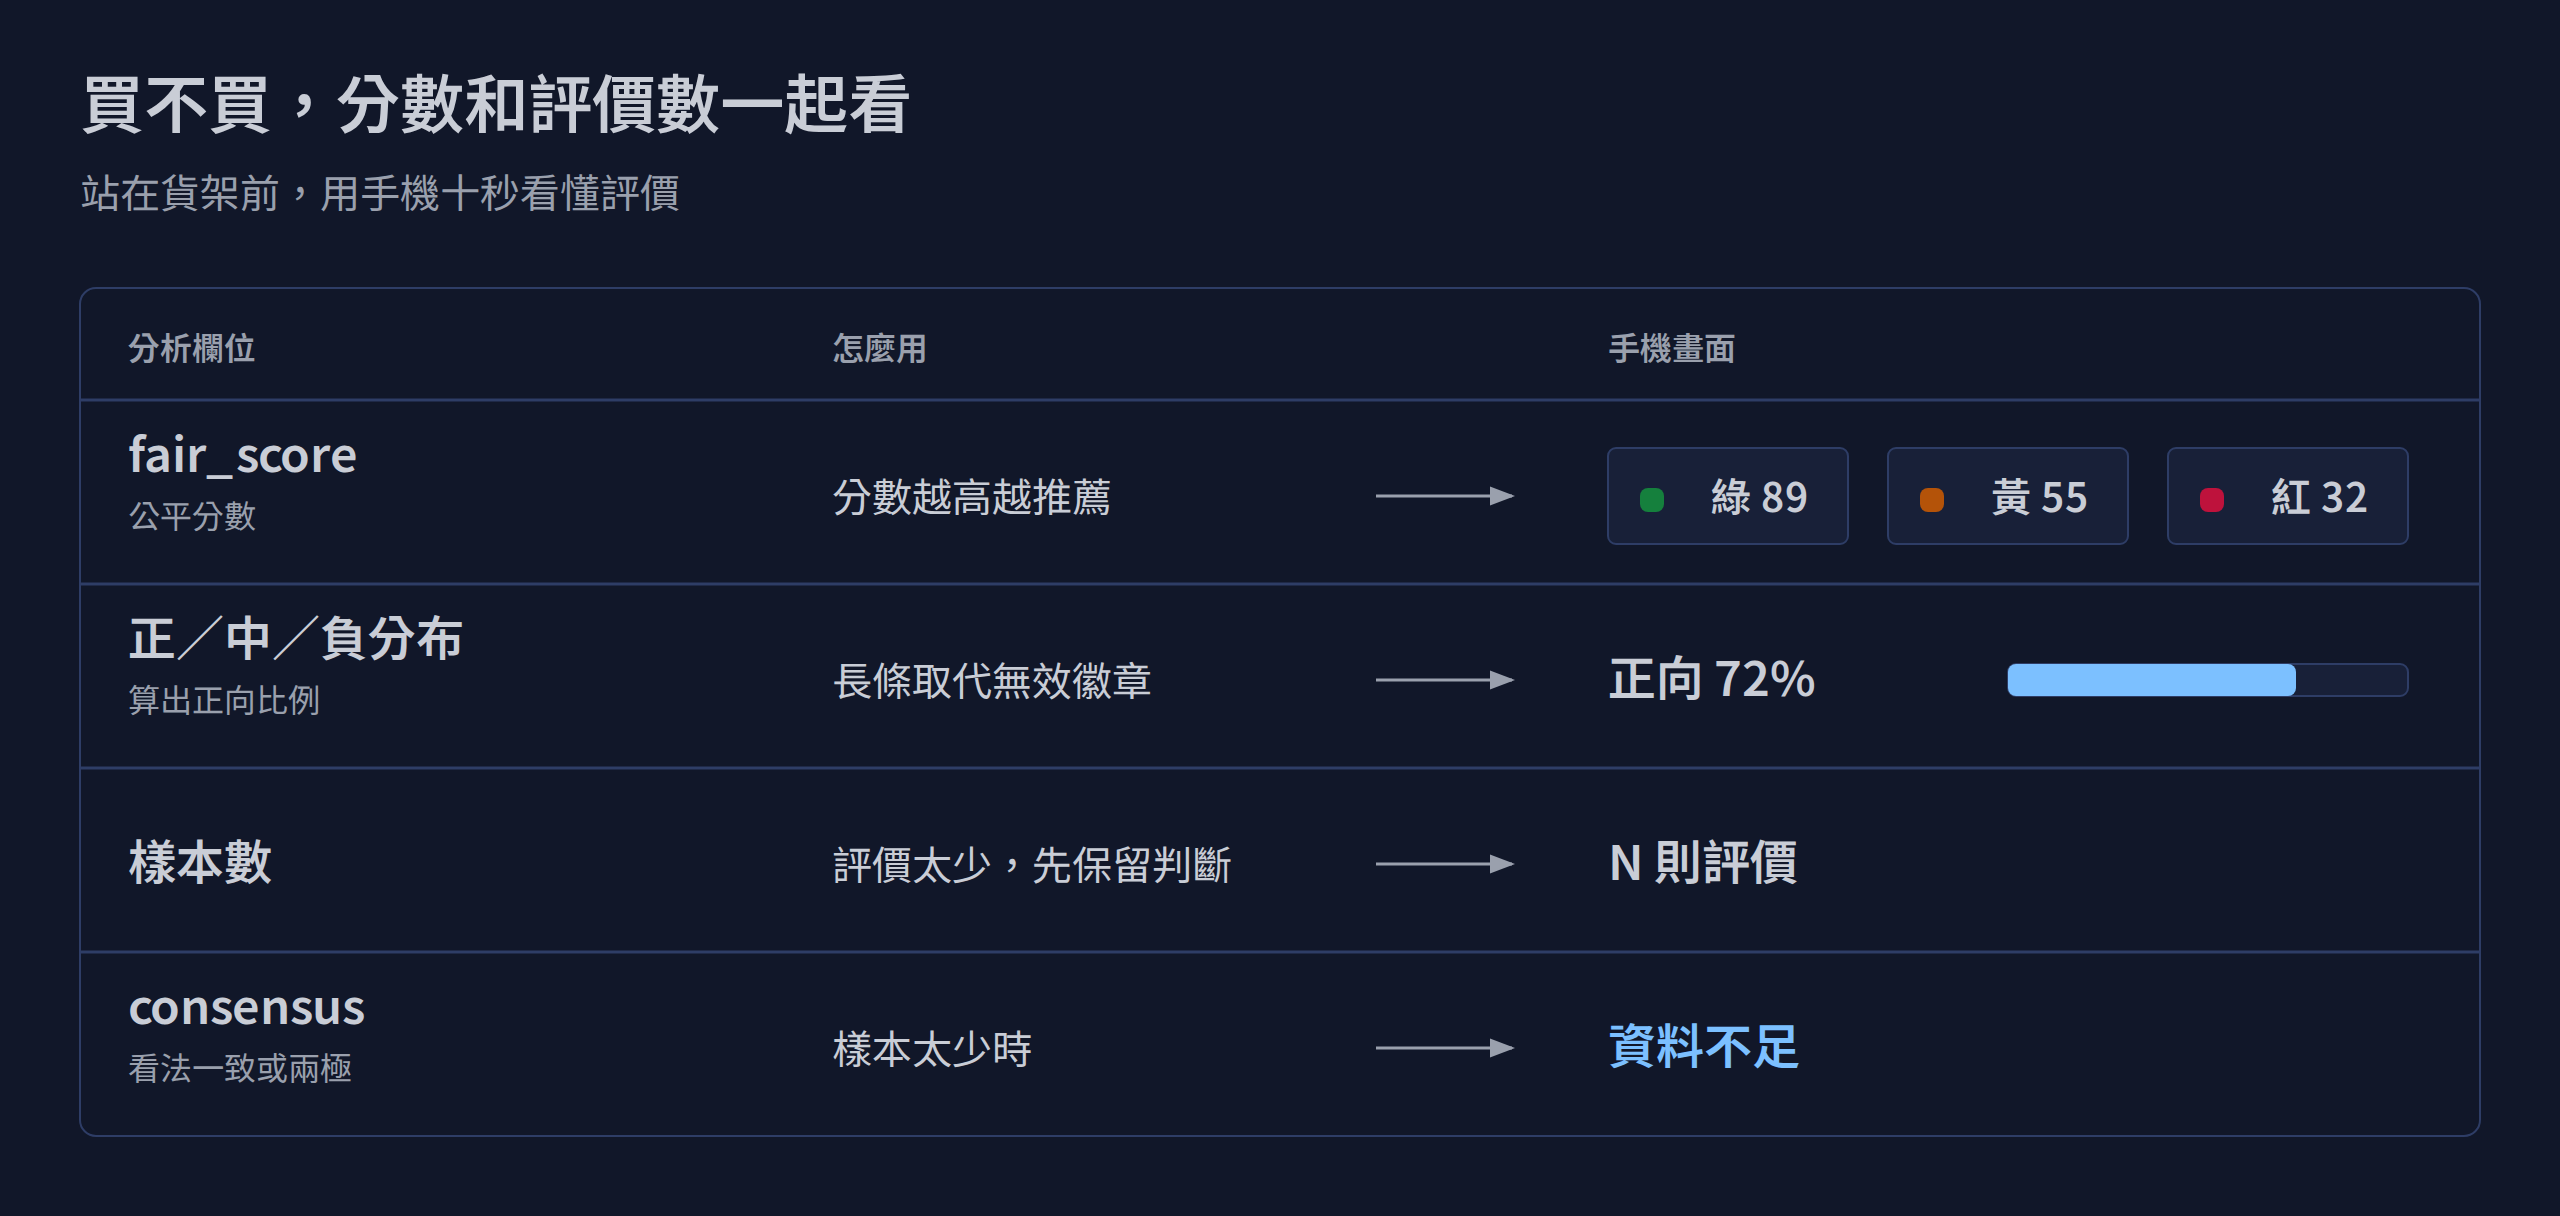 買不買，分數和評價數一起看
站在貨架前，用手機十秒看懂評價
分析欄位
怎麼用
手機畫面
fair_score
公平分數
分數越高越推薦
綠 89
黃 55
紅 32
正／中／負分布
算出正向比例
長條取代無效徽章
正向 72%
樣本數
評價太少，先保留判斷
N 則評價
consensus
看法一致或兩極
樣本太少時
資料不足